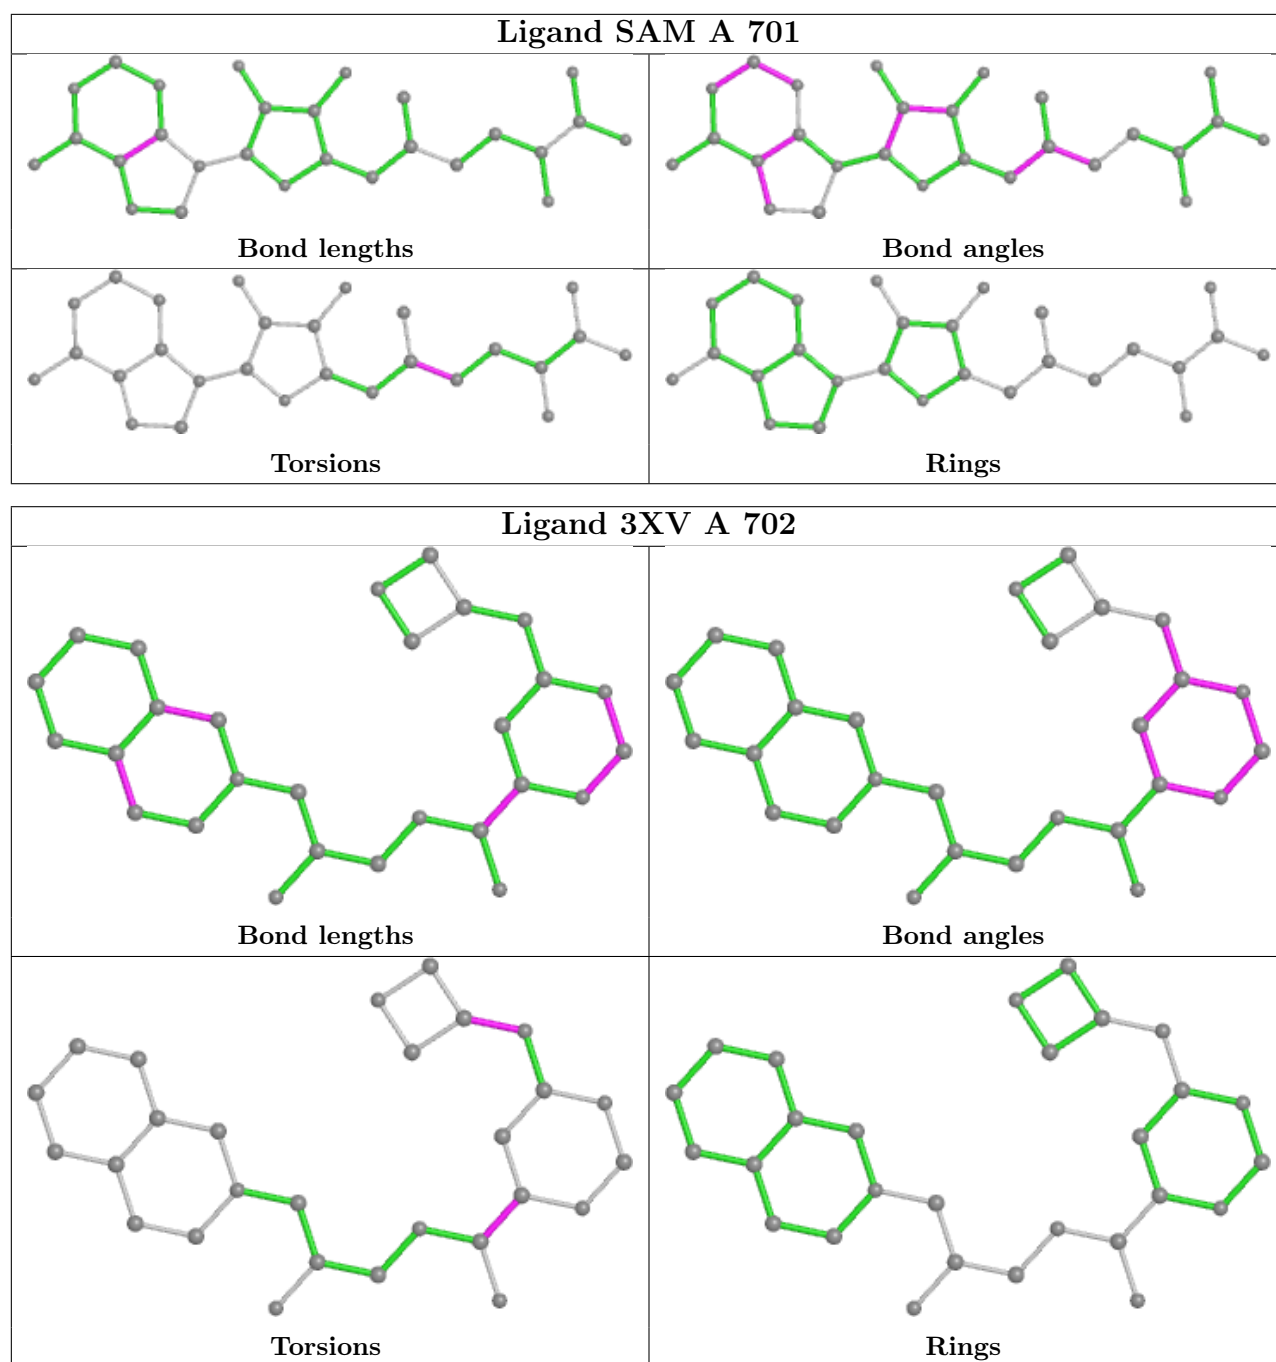 Ligand SAM A 701
Bond lengths
Bond angles
Torsions
Rings
Ligand 3XV A 702
Bond lengths
Bond angles
Torsions
Rings